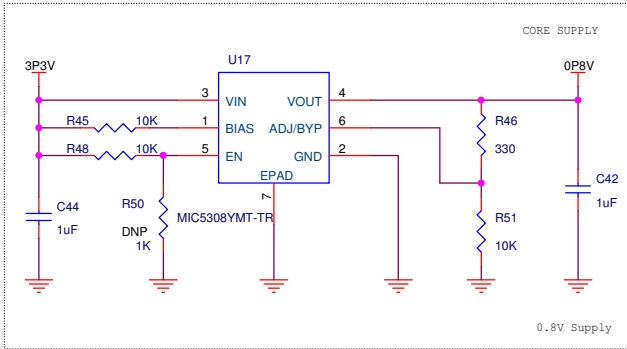 CORE SUPPLY
3P3V
U17
0P8V
3 VIN VOUT 4
R45 10K 1 BIAS ADJ/BYP 6
R46
330
R48 10K 5 EN GND 2
EPAD
7
C44
1uF
R50
DNP
1K
MIC5308YMT-TR
R51
10K
C42
1uF
0.8V Supply